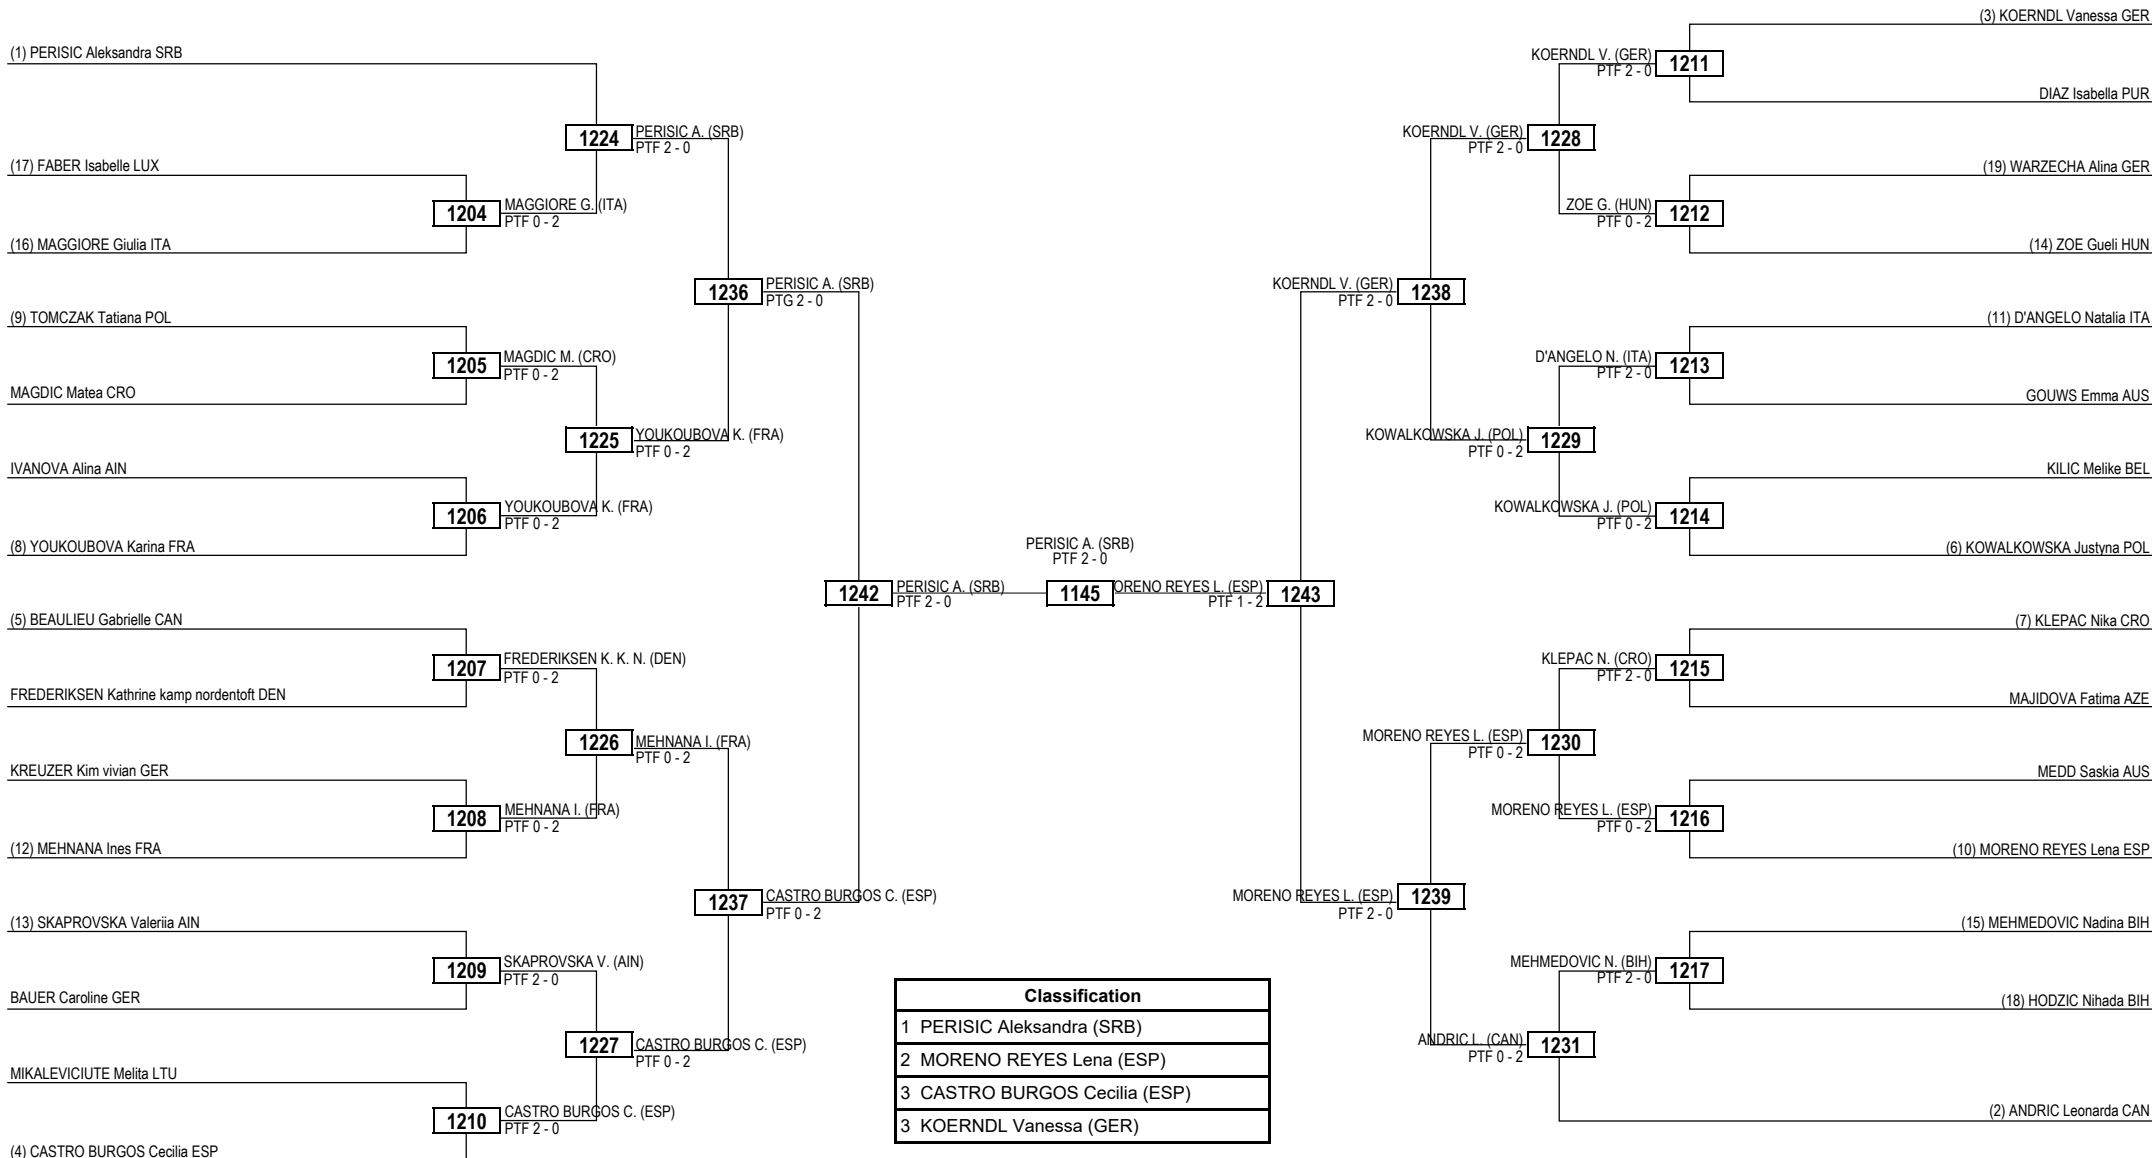 (1) PERISIC Aleksandra SRB
(17) FABER Isabelle LUX
(16) MAGGIORE Giulia ITA
(9) TOMCZAK Tatiana POL
MAGDIC Matea CRO
IVANOVA Alina AIN
(8) YOUKOUBOVA Karina FRA
(5) BEAULIEU Gabrielle CAN
FREDERIKSEN Kathrine kamp nordentoft DEN
KREUZER Kim vivian GER
(12) MEHNANA Ines FRA
(13) SKAPROVSKA Valeriia AIN
BAUER Caroline GER
MIKALEVICIUTE Melita LTU
(4) CASTRO BURGOS Cecilia ESP
1204
MAGGIORE G. (ITA)
PTF 0 - 2
1205
MAGDIC M. (CRO)
PTF 0 - 2
1206
YOUKOUBOVA K. (FRA)
PTF 0 - 2
1207
FREDERIKSEN K. K. N. (DEN)
PTF 0 - 2
1208
MEHNANA I. (FRA)
PTF 0 - 2
1209
SKAPROVSKA V. (AIN)
PTF 2 - 0
1210
CASTRO BURGOS C. (ESP)
PTF 2 - 0
1224
PERISIC A. (SRB)
PTF 2 - 0
1225
YOUKOUBOVA K. (FRA)
PTF 0 - 2
1226
MEHNANA I. (FRA)
PTF 0 - 2
1227
CASTRO BURGOS C. (ESP)
PTF 0 - 2
1236
PERISIC A. (SRB)
PTG 2 - 0
1237
CASTRO BURGOS C. (ESP)
PTF 0 - 2
1242
PERISIC A. (SRB)
PTF 2 - 0
PERISIC A. (SRB)
PTF 2 - 0
1145
ORENO REYES L. (ESP)
PTF 1 - 2
1243
KOERNDL V. (GER)
PTF 2 - 0
1238
MORENO REYES L. (ESP)
PTF 2 - 0
1239
KOERNDL V. (GER)
PTF 2 - 0
1228
KOWALKOWSKA J. (POL)
PTF 0 - 2
1229
MORENO REYES L. (ESP)
PTF 0 - 2
1230
ANDRIC L. (CAN)
PTF 0 - 2
1231
KOERNDL V. (GER)
PTF 2 - 0
1211
ZOE G. (HUN)
PTF 0 - 2
1212
D'ANGELO N. (ITA)
PTF 2 - 0
1213
KOWALKOWSKA J. (POL)
PTF 0 - 2
1214
KLEPAC N. (CRO)
PTF 2 - 0
1215
MORENO REYES L. (ESP)
PTF 0 - 2
1216
MEHMEDOVIC N. (BIH)
PTF 2 - 0
1217
(3) KOERNDL Vanessa GER
DIAZ Isabella PUR
(19) WARZECHA Alina GER
(14) ZOE Gueli HUN
(11) D'ANGELO Natalia ITA
GOUWS Emma AUS
KILIC Melike BEL
(6) KOWALKOWSKA Justyna POL
(7) KLEPAC Nika CRO
MAJIDOVA Fatima AZE
MEDD Saskia AUS
(10) MORENO REYES Lena ESP
(15) MEHMEDOVIC Nadina BIH
(18) HODZIC Nihada BIH
(2) ANDRIC Leonarda CAN
Classification
1 PERISIC Aleksandra (SRB)
2 MORENO REYES Lena (ESP)
3 CASTRO BURGOS Cecilia (ESP)
3 KOERNDL Vanessa (GER)